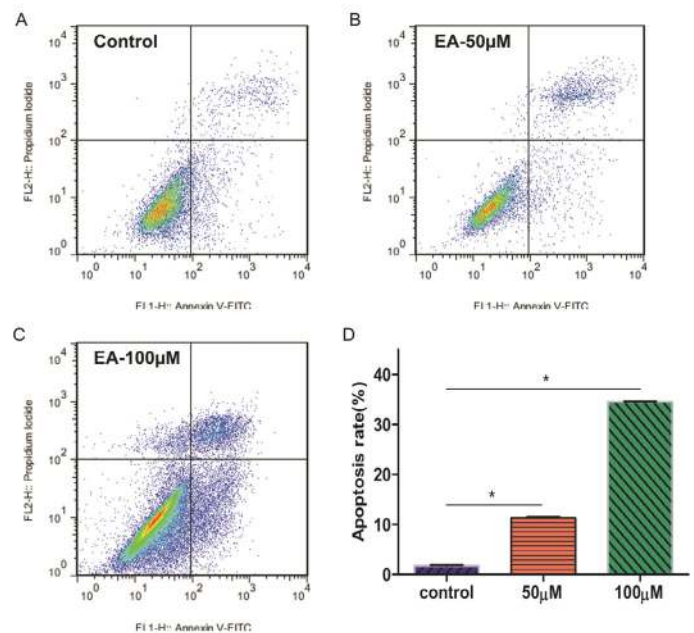 A
Control
10⁴
10³
10²
10¹
10⁰
FL2-H:: Propidium Iodide
10⁰ 10¹ 10² 10³ 10⁴
FL1-H:: Annexin V-FITC
B
EA-50µM
10⁴
10³
10²
10¹
10⁰
FL2-H:: Propidium Iodide
10⁰ 10¹ 10² 10³ 10⁴
FL1-H:: Annexin V-FITC
C
EA-100µM
10⁴
10³
10²
10¹
10⁰
FL2-H:: Propidium Iodide
10⁰ 10¹ 10² 10³ 10⁴
FL1-H:: Annexin V-FITC
D
Apoptosis rate(%)
40
30
20
10
0
*
*
control 50µM 100µM